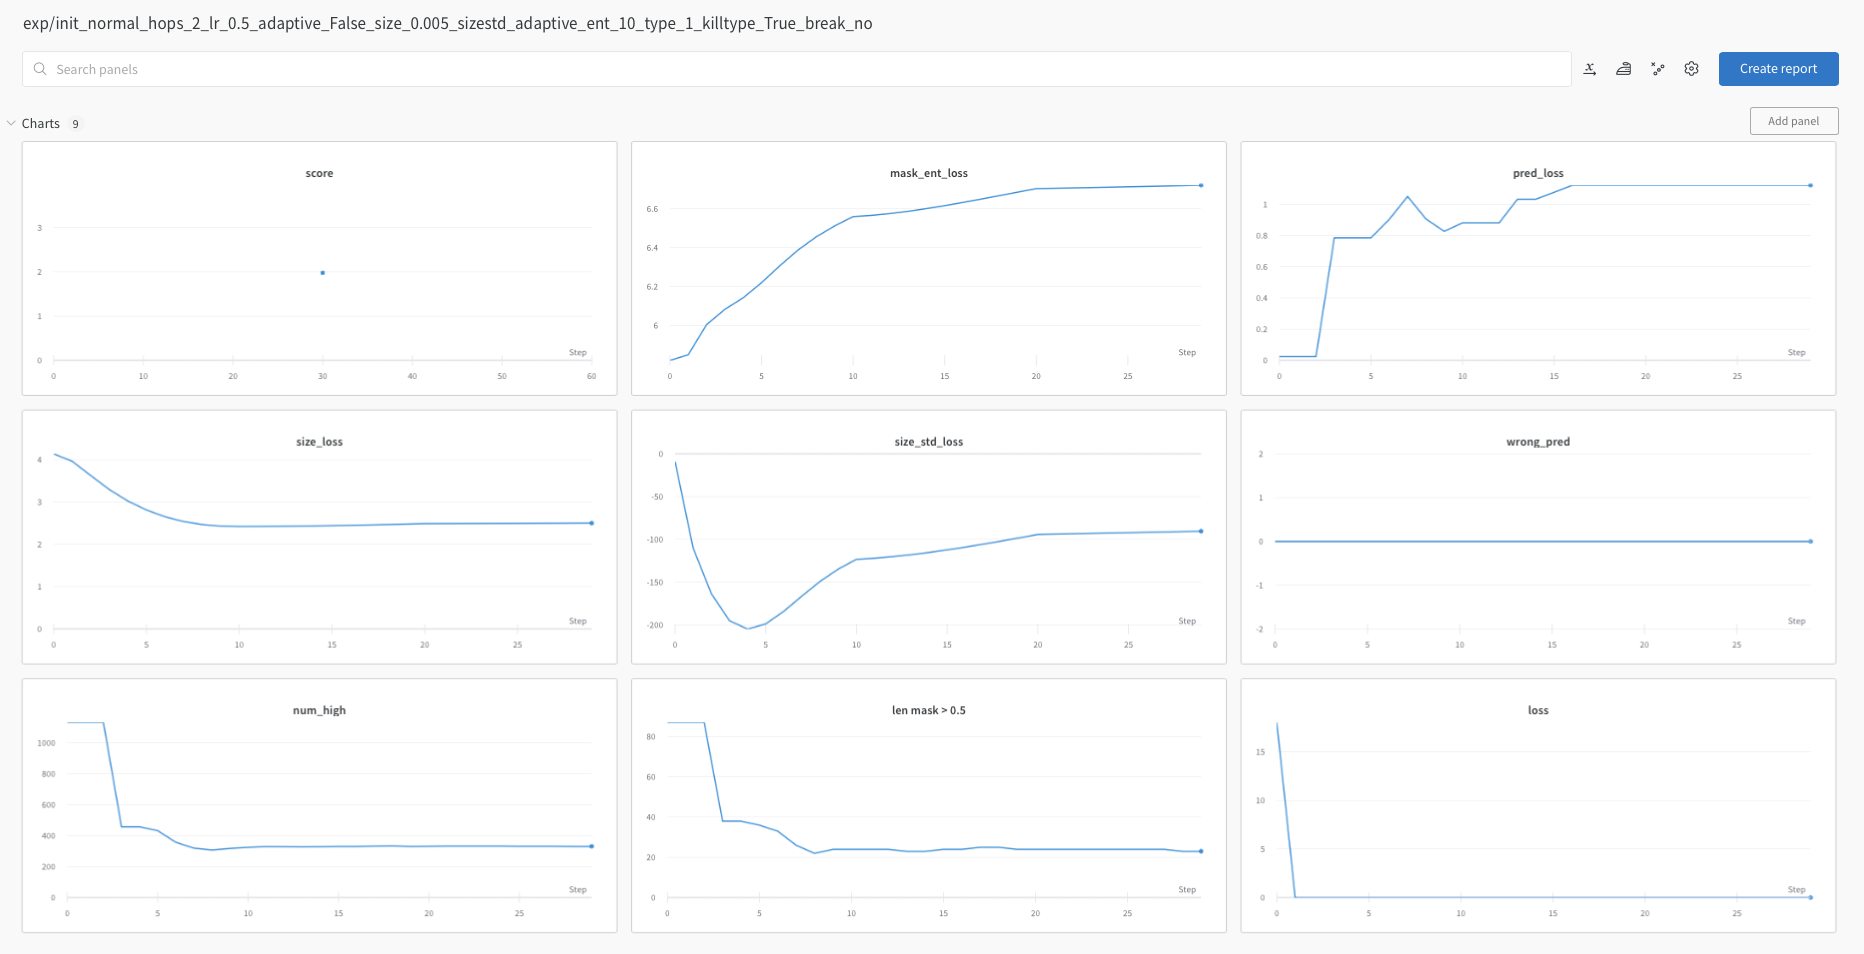 exp/init_normal_hops_2_lr_0.5_adaptive_False_size_0.005_sizestd_adaptive_ent_10_type_1_killtype_True_break_no
Search panels
Create report
Charts 9
Add panel
score
3
2
1
0
Step
0 10 20 30 40 50 60
mask_ent_loss
6.6
6.4
6.2
6
Step
0 5 10 15 20 25
pred_loss
1
0.8
0.6
0.4
0.2
0
Step
0 5 10 15 20 25
size_loss
4
3
2
1
0
Step
0 5 10 15 20 25
size_std_loss
0
-50
-100
-150
-200
Step
0 5 10 15 20 25
wrong_pred
2
1
0
-1
-2
Step
0 5 10 15 20 25
num_high
1000
800
600
400
200
0
Step
0 5 10 15 20 25
len mask > 0.5
80
60
40
20
0
Step
0 5 10 15 20 25
loss
15
10
5
0
Step
0 5 10 15 20 25